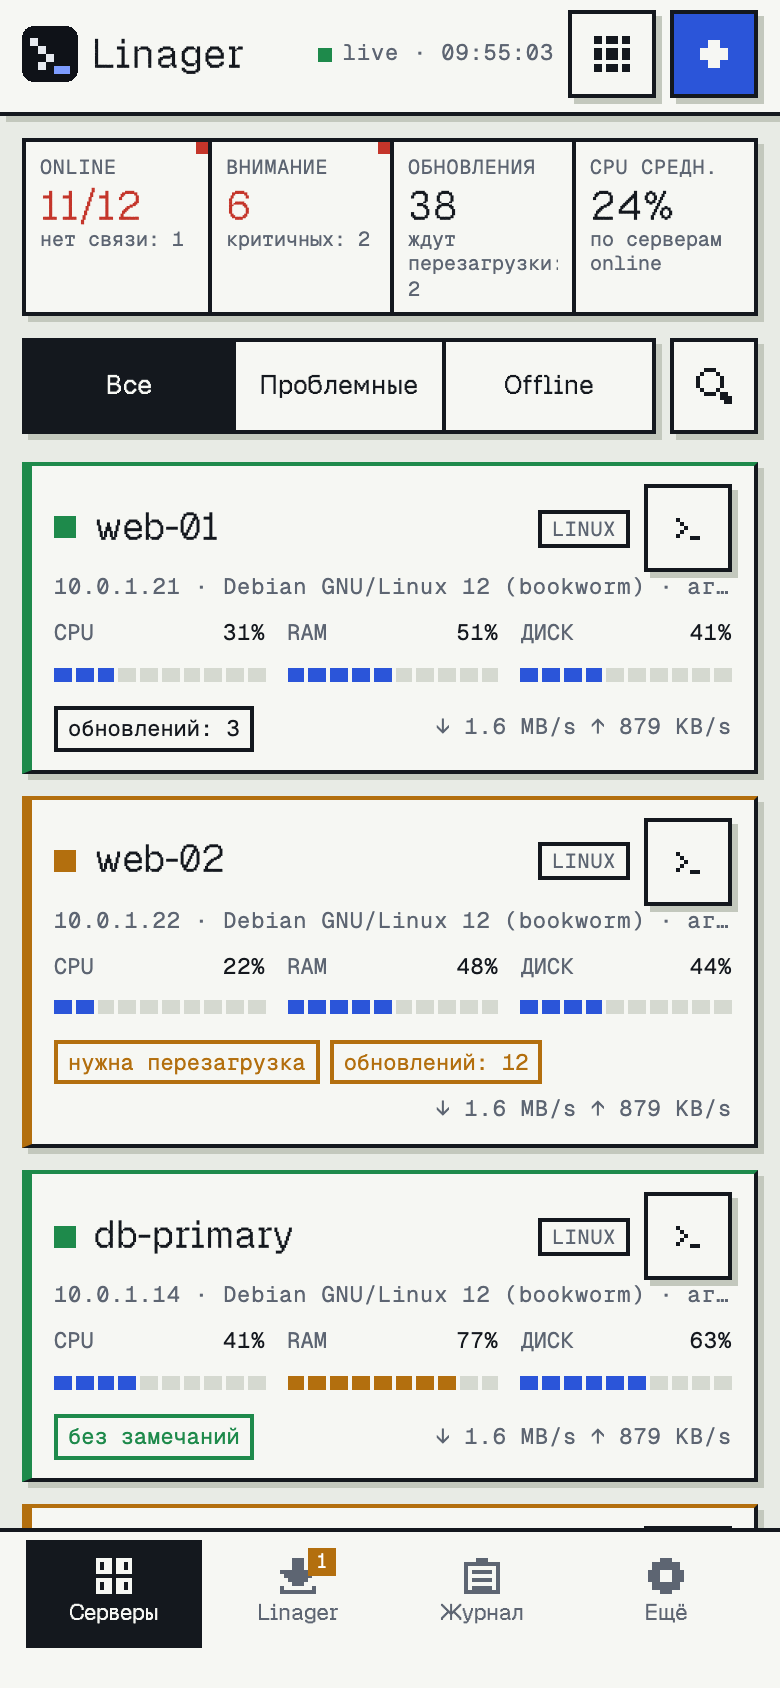 Linager
live · 09:55:03
ONLINE
11/12
нет связи: 1
ВНИМАНИЕ
6
критичных: 2
ОБНОВЛЕНИЯ
38
ждут
перезагрузки:
2
CPU СРЕДН.
24%
по серверам
online
Все
Проблемные
Offline
web-01
LINUX
>_
10.0.1.21 · Debian GNU/Linux 12 (bookworm) · ar…
CPU 31% RAM 51% ДИСК 41%
обновлений: 3
↓ 1.6 MB/s ↑ 879 KB/s
web-02
LINUX
>_
10.0.1.22 · Debian GNU/Linux 12 (bookworm) · ar…
CPU 22% RAM 48% ДИСК 44%
нужна перезагрузка
обновлений: 12
↓ 1.6 MB/s ↑ 879 KB/s
db-primary
LINUX
>_
10.0.1.14 · Debian GNU/Linux 12 (bookworm) · ar…
CPU 41% RAM 77% ДИСК 63%
без замечаний
↓ 1.6 MB/s ↑ 879 KB/s
Серверы
1
Linager
Журнал
Ещё